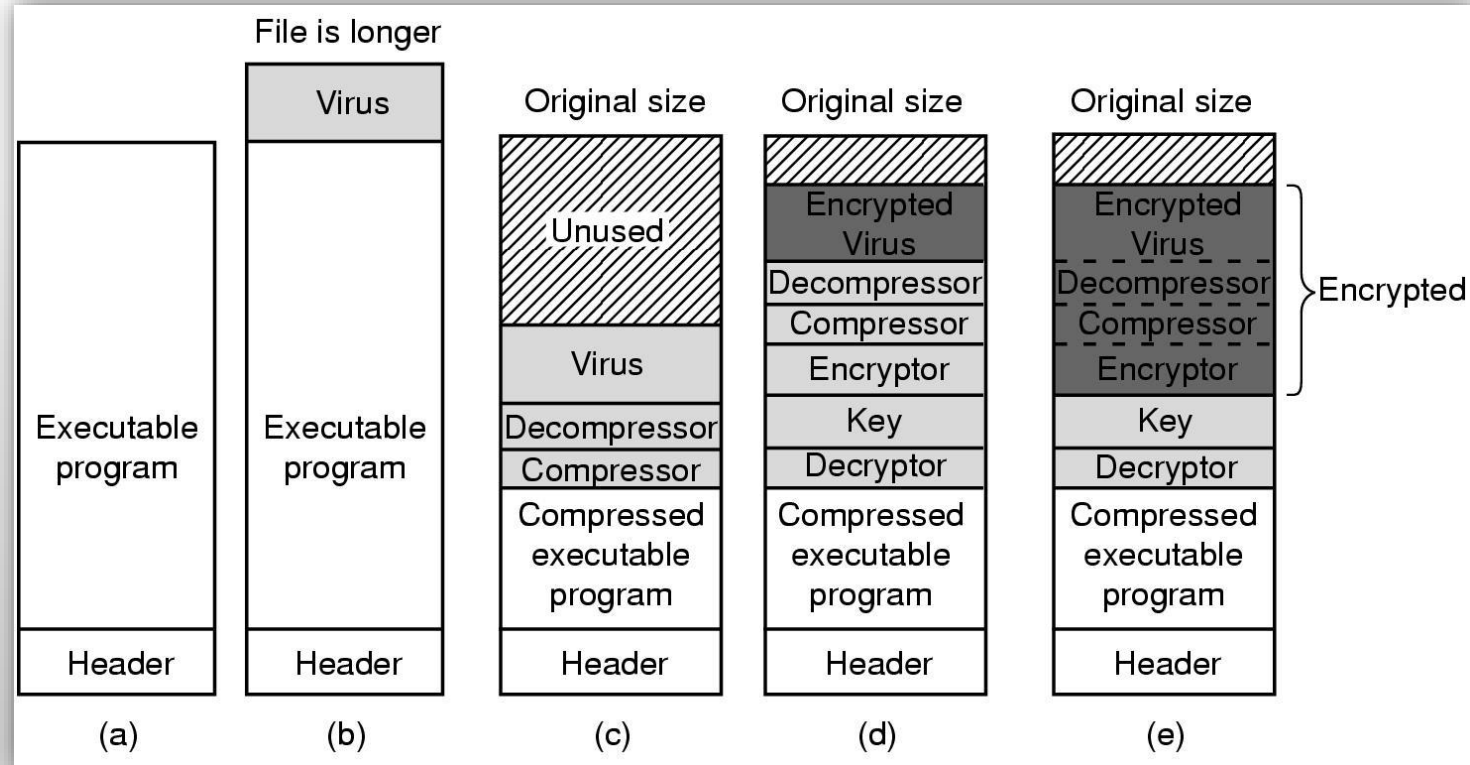 File is longer
Virus
Original size
Original size
Original size
Executable
program
Header
(a)
Executable
program
Header
(b)
Unused
Virus
Decompressor
Compressor
Compressed
executable
program
Header
(c)
Encrypted
Virus
Decompressor
Compressor
Encryptor
Key
Decryptor
Compressed
executable
program
Header
(d)
Encrypted
Virus
Decompressor
Compressor
Encryptor
Key
Decryptor
Compressed
executable
program
Header
(e)
Encrypted